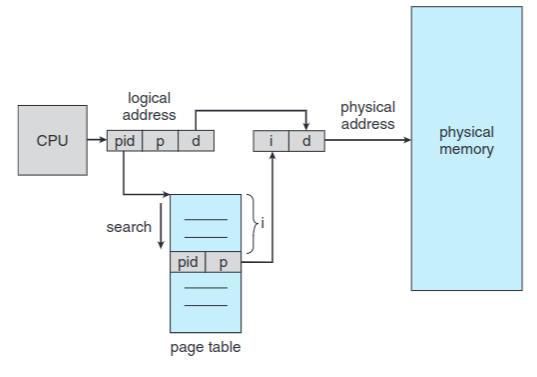 logical
address
physical
address
CPU
pid p d
i d
physical
memory
search
i
pid p
page table